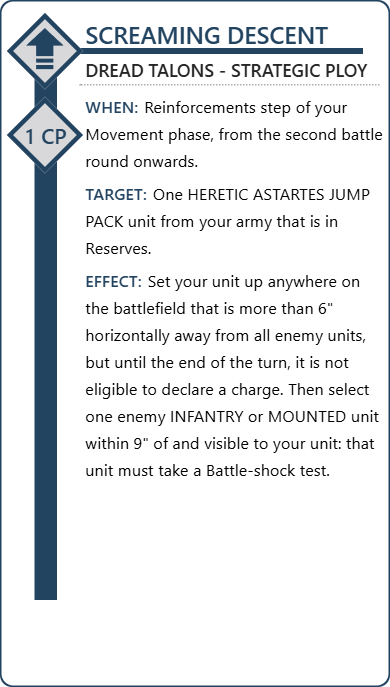 SCREAMING DESCENT
DREAD TALONS - STRATEGIC PLOY
1 CP
WHEN: Reinforcements step of your
Movement phase, from the second battle
round onwards.
TARGET: One HERETIC ASTARTES JUMP
PACK unit from your army that is in
Reserves.
EFFECT: Set your unit up anywhere on
the battlefield that is more than 6"
horizontally away from all enemy units,
but until the end of the turn, it is not
eligible to declare a charge. Then select
one enemy INFANTRY or MOUNTED unit
within 9" of and visible to your unit: that
unit must take a Battle-shock test.